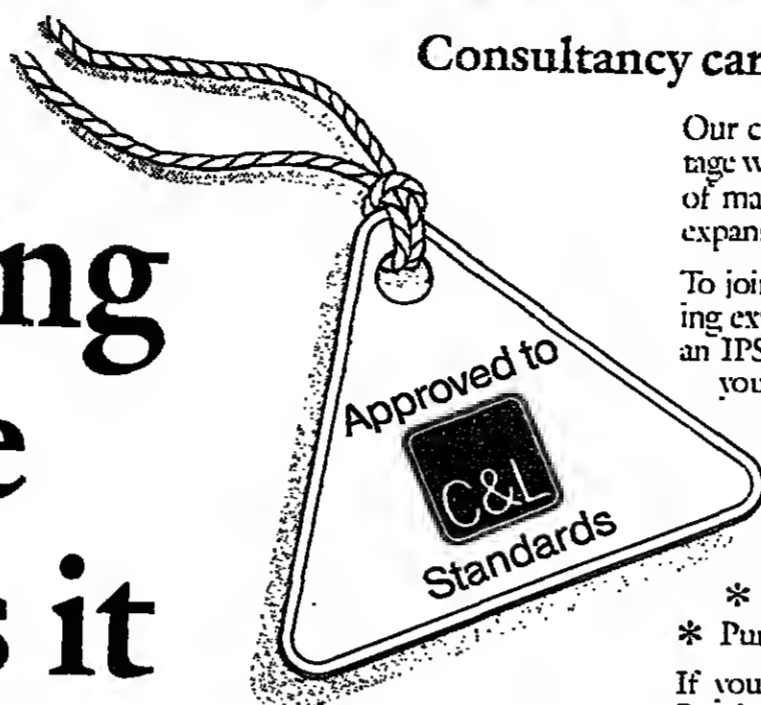 Consultancy car
Our c
tage w
of ma
expans
To join
ing ex
an IPS
you
ng
e
s it
Approved to
C&L
Standards
*
* Pu
If you